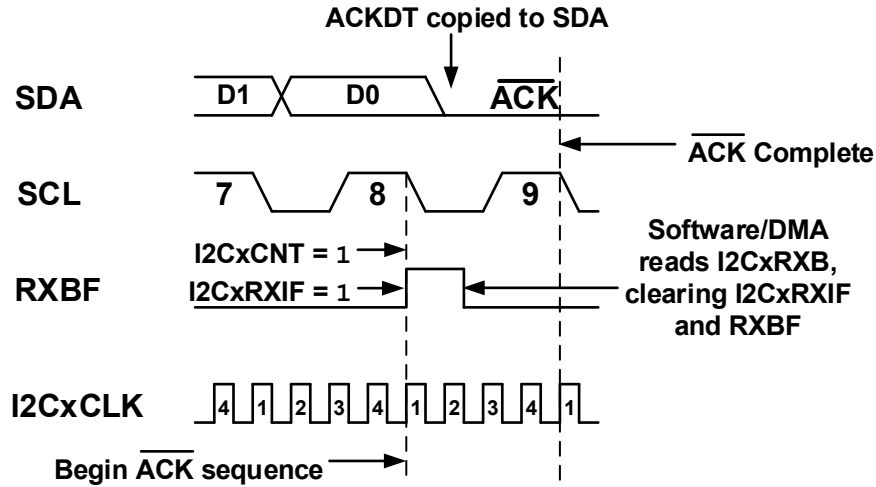 ACKDT copied to SDA
SDA
D1
D0
ACK
ACK Complete
SCL
7
8
9
I2CxCNT = 1
Software/DMA
reads I2CxRXB,
clearing I2CxRXIF
and RXBF
RXBF
I2CxRXIF = 1
I2CxCLK
4 1 2 3 4 1 2 3 4 1
Begin ACK sequence